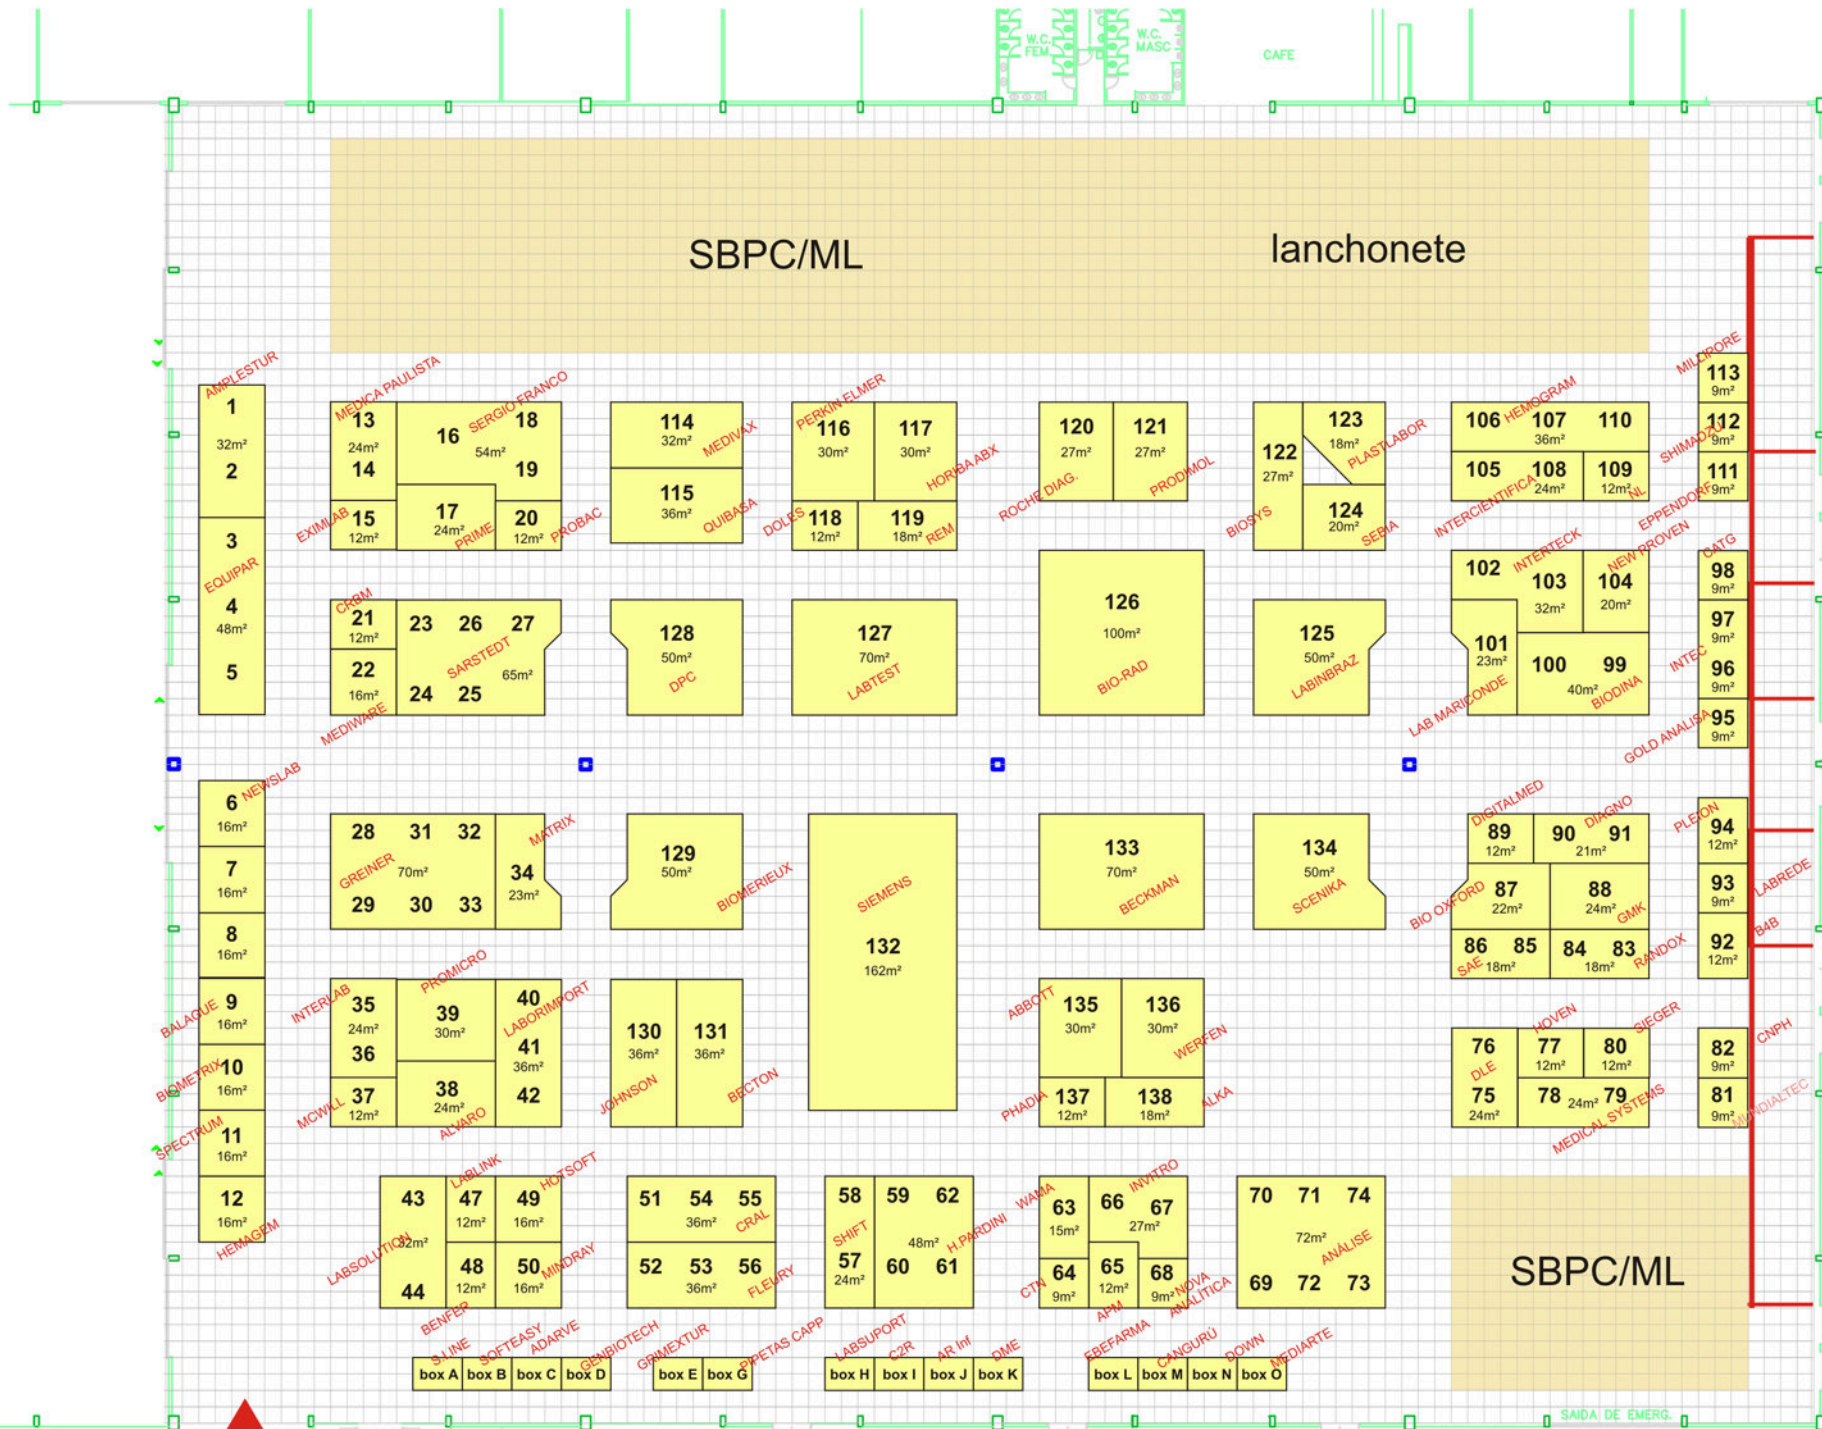 W.C.
FEM.
W.C.
MASC
CAFE
SBPC/ML
lanchonete
AMPLESTUR
1
32m²
2
3
EQUIPAR
4
48m²
5
MEDICA PAULISTA
13
24m²
14
SERGIO FRANCO
16
54m²
18
19
EXIMLAB
15
12m²
17
24m²
PRIME
20
12m²
PROBAC
114
32m²
MEDIVAX
115
36m²
QUIBASA
PERKIN ELMER
116
30m²
117
30m²
HORIBA ABX
DOLES
118
12m²
119
18m²
REM
120
27m²
ROCHE DIAG.
121
27m²
PRODIMOL
122
27m²
BIOSYS
123
18m²
PLASTLABOR
124
20m²
SEBIA
106
HEMOGRAM
107
36m²
110
105
INTERCIENTIFICA
108
24m²
109
12m²
NL
MILLIPORE
113
9m²
SHIMADZU
112
9m²
EPPENDORF
111
9m²
CRBM
21
12m²
22
16m²
MEDIWARE
23
26
27
SARSTEDT
65m²
24
25
128
50m²
DPC
127
70m²
LABTEST
126
100m²
BIO-RAD
125
50m²
LABINBRAZ
102
INTERTECK
103
32m²
NEW PROVEN
104
20m²
101
23m²
LAB MARICONDE
100
99
40m²
BIODINA
CATG
98
9m²
97
9m²
INTEC
96
9m²
GOLD ANALISA
95
9m²
NEWSLAB
6
16m²
7
16m²
8
16m²
BALAGUE
9
16m²
BIOMETRIX
10
16m²
SPECTRUM
11
16m²
12
16m²
HEMAGEM
28
31
32
GREINER
70m²
29
30
33
MATRIX
34
23m²
129
50m²
BIOMERIEUX
SIEMENS
132
162m²
133
70m²
BECKMAN
134
50m²
SCENIKA
DIGITALMED
89
12m²
DIAGNO
90
91
21m²
BIO OXFORD
87
22m²
88
24m²
GMK
86
85
SAE
18m²
84
83
18m²
RANDOX
PLEION
94
12m²
93
9m²
LABREDE
92
12m²
B4B
INTERLAB
35
24m²
36
MCWILL
37
12m²
PROMICRO
39
30m²
38
24m²
ALVARO
40
LABORIMPORT
41
36m²
42
130
36m²
JOHNSON
131
36m²
BECTON
ABBOTT
135
30m²
136
30m²
WERFEN
PHADIA
137
12m²
138
18m²
ALKA
76
DLE
75
24m²
HOVEN
77
12m²
SIEGER
80
12m²
78
24m²
79
MEDICAL SYSTEMS
CNPH
82
9m²
81
9m²
MUNDIALTEC
43
32m²
LABSOLUTION
44
LABLINK
47
12m²
48
12m²
BENFER
HOTSOFT
49
16m²
50
16m²
MINDRAY
51
54
55
36m²
CRAL
52
53
56
36m²
FLEURY
58
SHIFT
57
24m²
59
62
48m²
H.PARDINI
60
61
WAMA
63
15m²
INVITRO
66
67
27m²
CTN
64
9m²
65
12m²
APM
68
9m²
NOVA
ANALÍTICA
70
71
74
72m²
ANÁLISE
69
72
73
SBPC/ML
S.LINE
SOFTEASY
ADARVE
GENBIOTECH
GRIMEXTUR
PIPETAS CAPP
LABSUPORT
C2R
AR Inf
DME
EBEFARMA
CANGURÚ
DOWN
MEDIARTE
box A
box B
box C
box D
box E
box G
box H
box I
box J
box K
box L
box M
box N
box O
SAIDA DE EMERG.